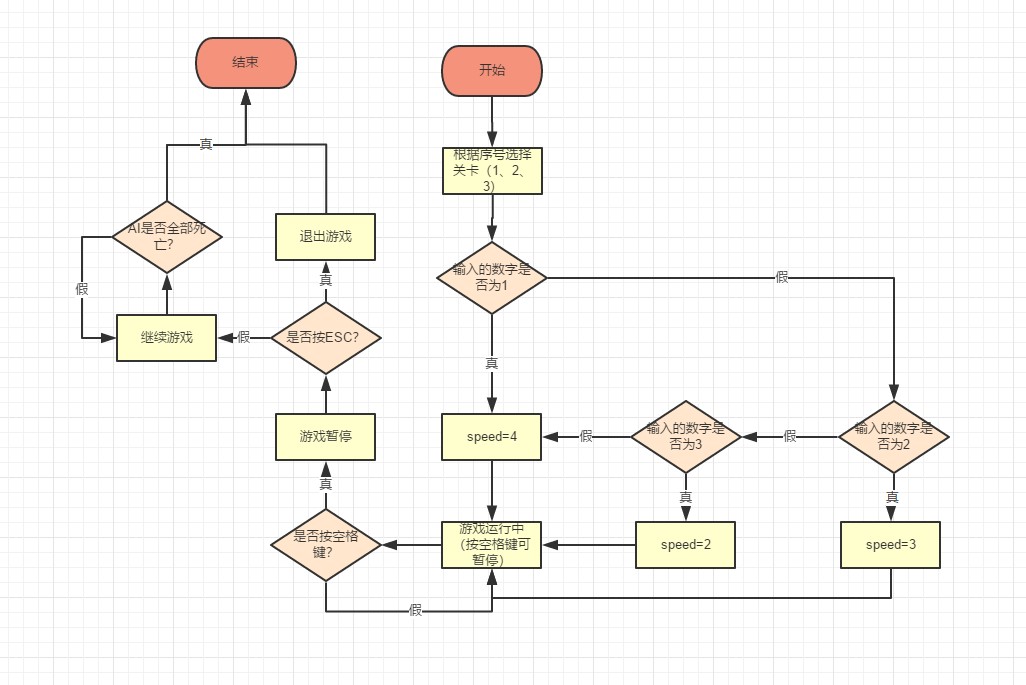 结束
开始
真
根据序号选择
关卡（1、2、
3）
AI是否全部死
亡?
退出游戏
输入的数字是
否为1
假
假
真
继续游戏
假
是否按ESC?
真
游戏暂停
speed=4
假
输入的数字是
否为3
假
输入的数字是
否为2
真
真
真
是否按空格
键?
游戏运行中
（按空格键可
暂停）
speed=2
speed=3
假